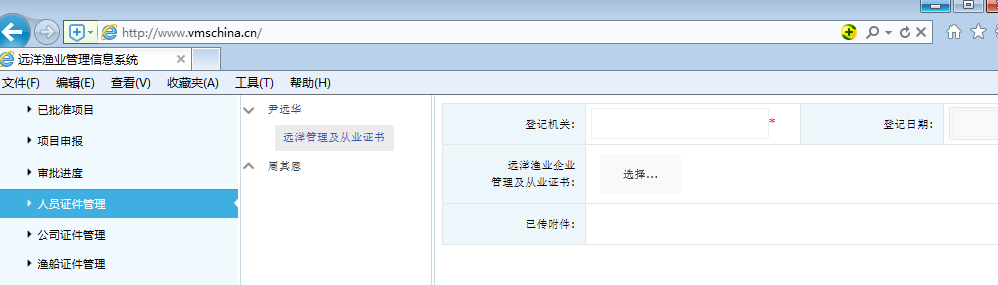 http://www.vmschina.cn/
远洋渔业管理信息系统
文件(F) 编辑(E) 查看(V) 收藏夹(A) 工具(T) 帮助(H)
已批准项目
项目申报
审批进度
人员证件管理
公司证件管理
渔船证件管理
尹远华
远洋管理及从业证书
周其恩
登记机关: * 登记日期:
远洋渔业企业
管理及从业证书: 选择...
已传附件: